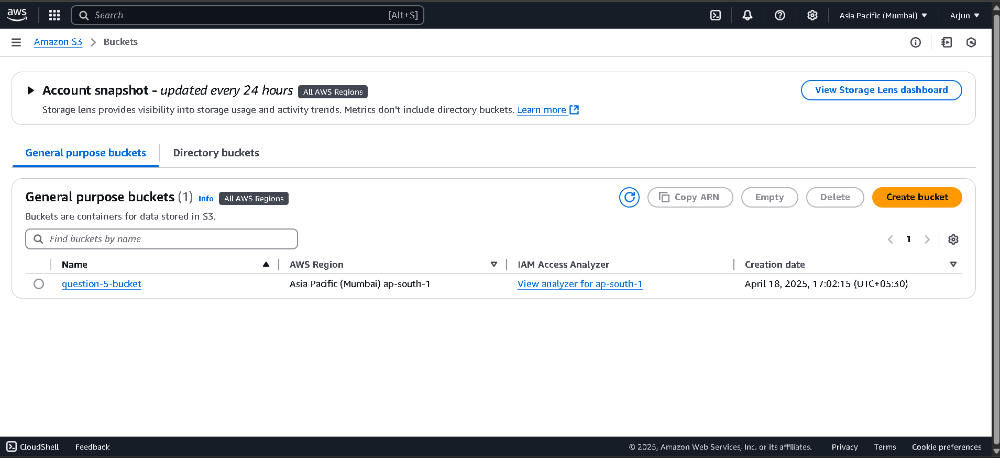 aws Search [Alt+S] Asia Pacific (Mumbai) Arjun
Amazon S3 > Buckets
Account snapshot - updated every 24 hours All AWS Regions View Storage Lens dashboard
Storage lens provides visibility into storage usage and activity trends. Metrics don't include directory buckets. Learn more
General purpose buckets Directory buckets
General purpose buckets (1) Info All AWS Regions Copy ARN Empty Delete Create bucket
Buckets are containers for data stored in S3.
Find buckets by name 1
Name AWS Region IAM Access Analyzer Creation date
question-5-bucket Asia Pacific (Mumbai) ap-south-1 View analyzer for ap-south-1 April 18, 2025, 17:02:15 (UTC+05:30)
CloudShell Feedback © 2025, Amazon Web Services, Inc. or its affiliates. Privacy Terms Cookie preferences